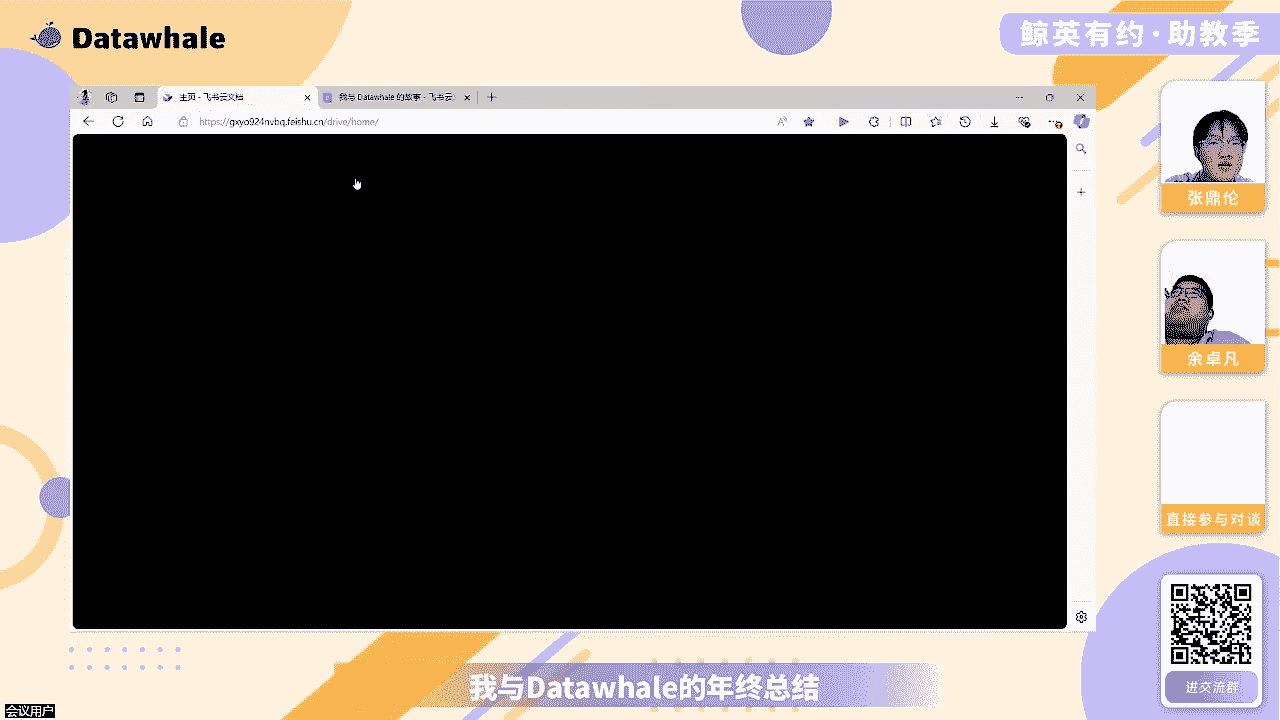 Datawhale
鲸英有约·助教季
主页 - 飞书云文档
我与 Datawhale 的故事 - 飞书云
https://gxyo924nvbq.feishu.cn/drive/home/
张鼎伦
余卓凡
直接参与对谈
进交流群
我与Datawhale的年终总结
会议用户